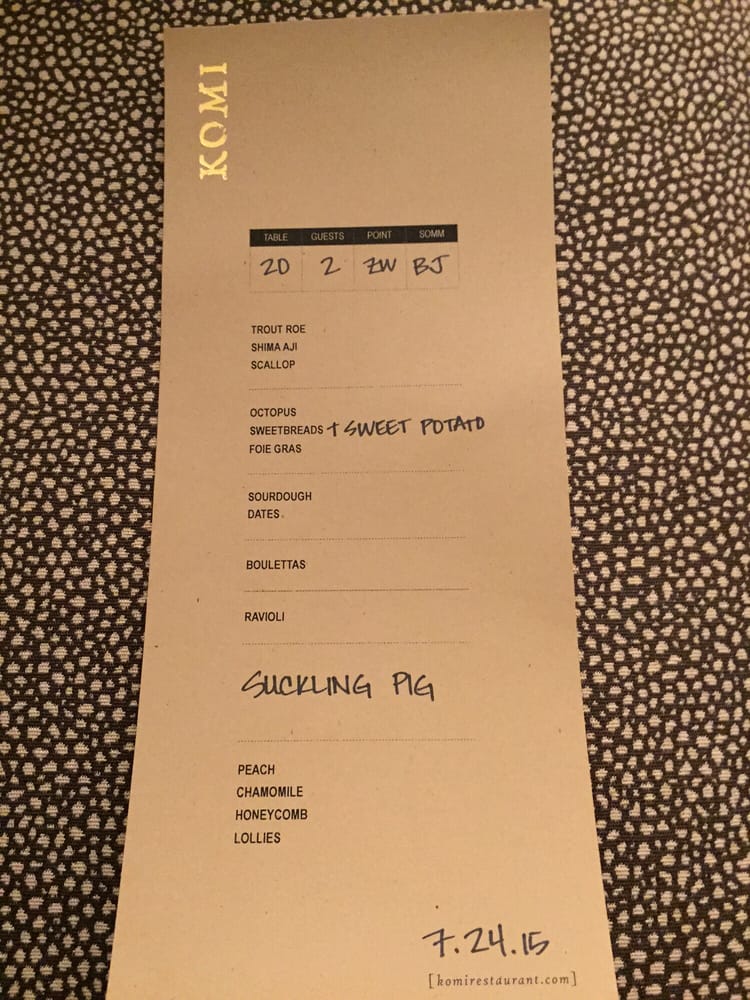 KOMI
TABLE GUESTS POINT SOMM
20 2 ZW BJ
TROUT ROE
SHIMA AJI
SCALLOP
OCTOPUS
SWEETBREADS + SWEET POTATO
FOIE GRAS
SOURDOUGH
DATES
BOULETTAS
RAVIOLI
SUCKLING PIG
PEACH
CHAMOMILE
HONEYCOMB
LOLLIES
7.24.15
[komirestaurant.com]